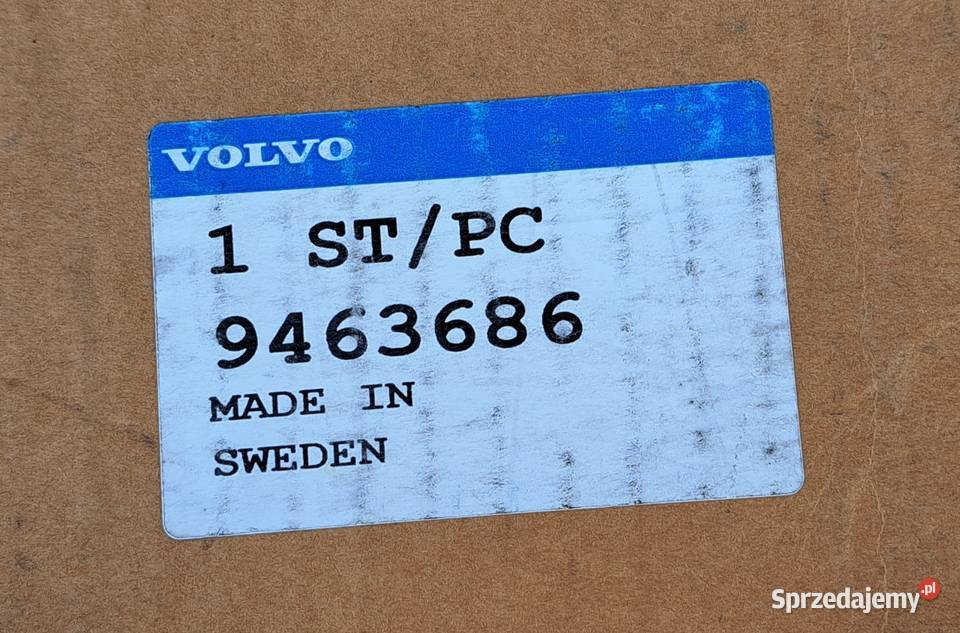 VOLVO
1 ST/PC
9463686
MADE IN
SWEDEN
Sprzedajemy.pl